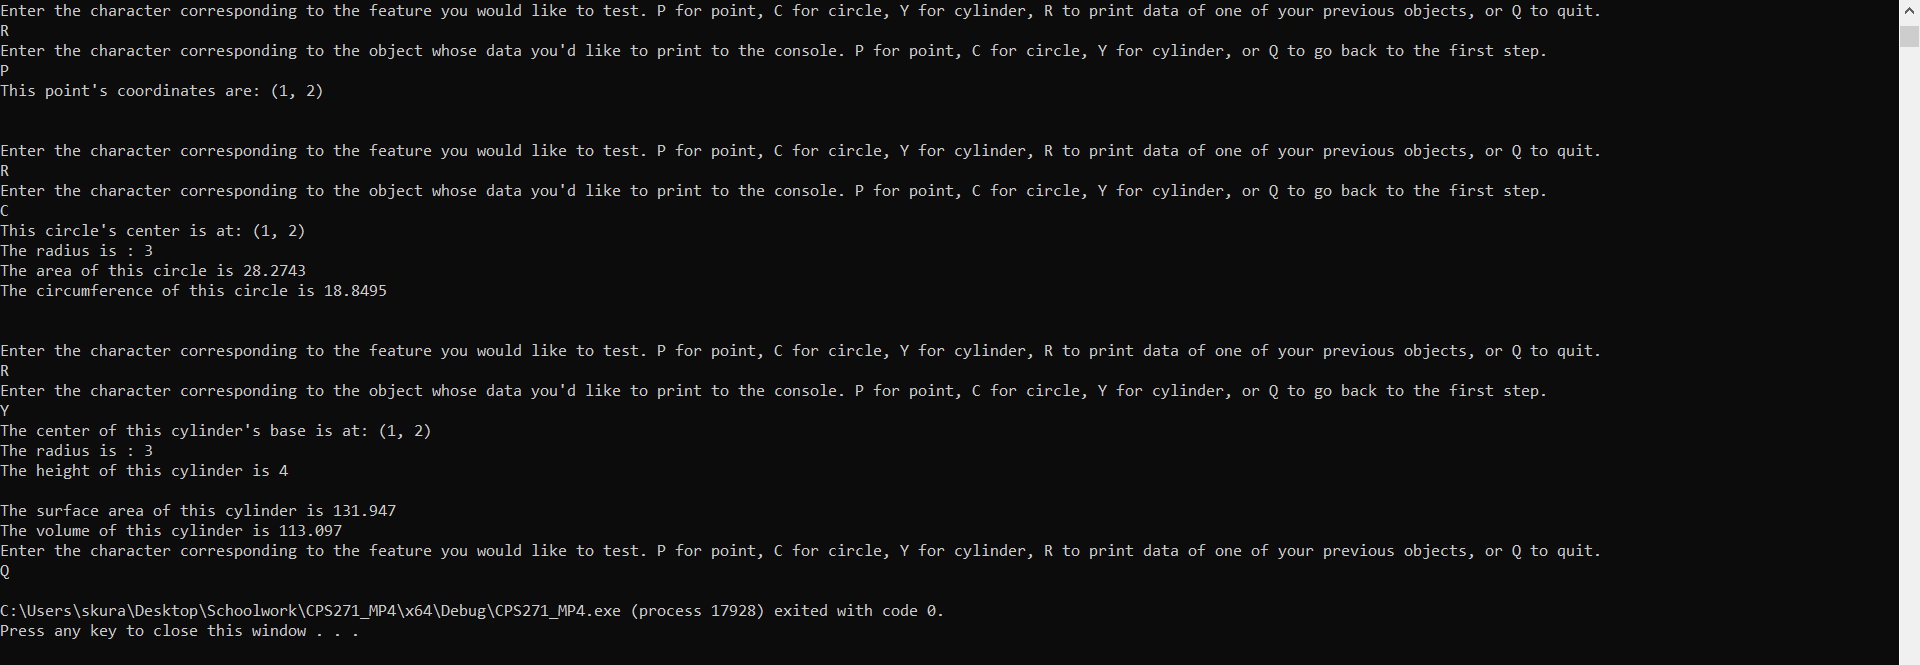 Enter the character corresponding to the feature you would like to test. P for point, C for circle, Y for cylinder, R to print data of one of your previous objects, or Q to quit.
R
Enter the character corresponding to the object whose data you'd like to print to the console. P for point, C for circle, Y for cylinder, or Q to go back to the first step.
P
This point's coordinates are: (1, 2)
Enter the character corresponding to the feature you would like to test. P for point, C for circle, Y for cylinder, R to print data of one of your previous objects, or Q to quit.
R
Enter the character corresponding to the object whose data you'd like to print to the console. P for point, C for circle, Y for cylinder, or Q to go back to the first step.
C
This circle's center is at: (1, 2)
The radius is : 3
The area of this circle is 28.2743
The circumference of this circle is 18.8495
Enter the character corresponding to the feature you would like to test. P for point, C for circle, Y for cylinder, R to print data of one of your previous objects, or Q to quit.
R
Enter the character corresponding to the object whose data you'd like to print to the console. P for point, C for circle, Y for cylinder, or Q to go back to the first step.
Y
The center of this cylinder's base is at: (1, 2)
The radius is : 3
The height of this cylinder is 4
The surface area of this cylinder is 131.947
The volume of this cylinder is 113.097
Enter the character corresponding to the feature you would like to test. P for point, C for circle, Y for cylinder, R to print data of one of your previous objects, or Q to quit.
Q
C:\Users\skura\Desktop\Schoolwork\CPS271_MP4\x64\Debug\CPS271_MP4.exe (process 17928) exited with code 0.
Press any key to close this window . . .